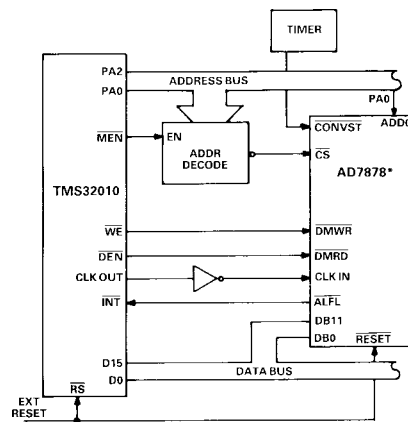 TIMER
PA2
ADDRESS BUS
PA0
PA0
ADD0
MEN
EN
ADDR
DECODE
CONVST
CS
TMS32010
AD7878*
WE
DMWR
DEN
DMRD
CLK OUT
CLK IN
INT
ALFL
DB11
DB0
RESET
D15
DATA BUS
D0
RS
EXT
RESET